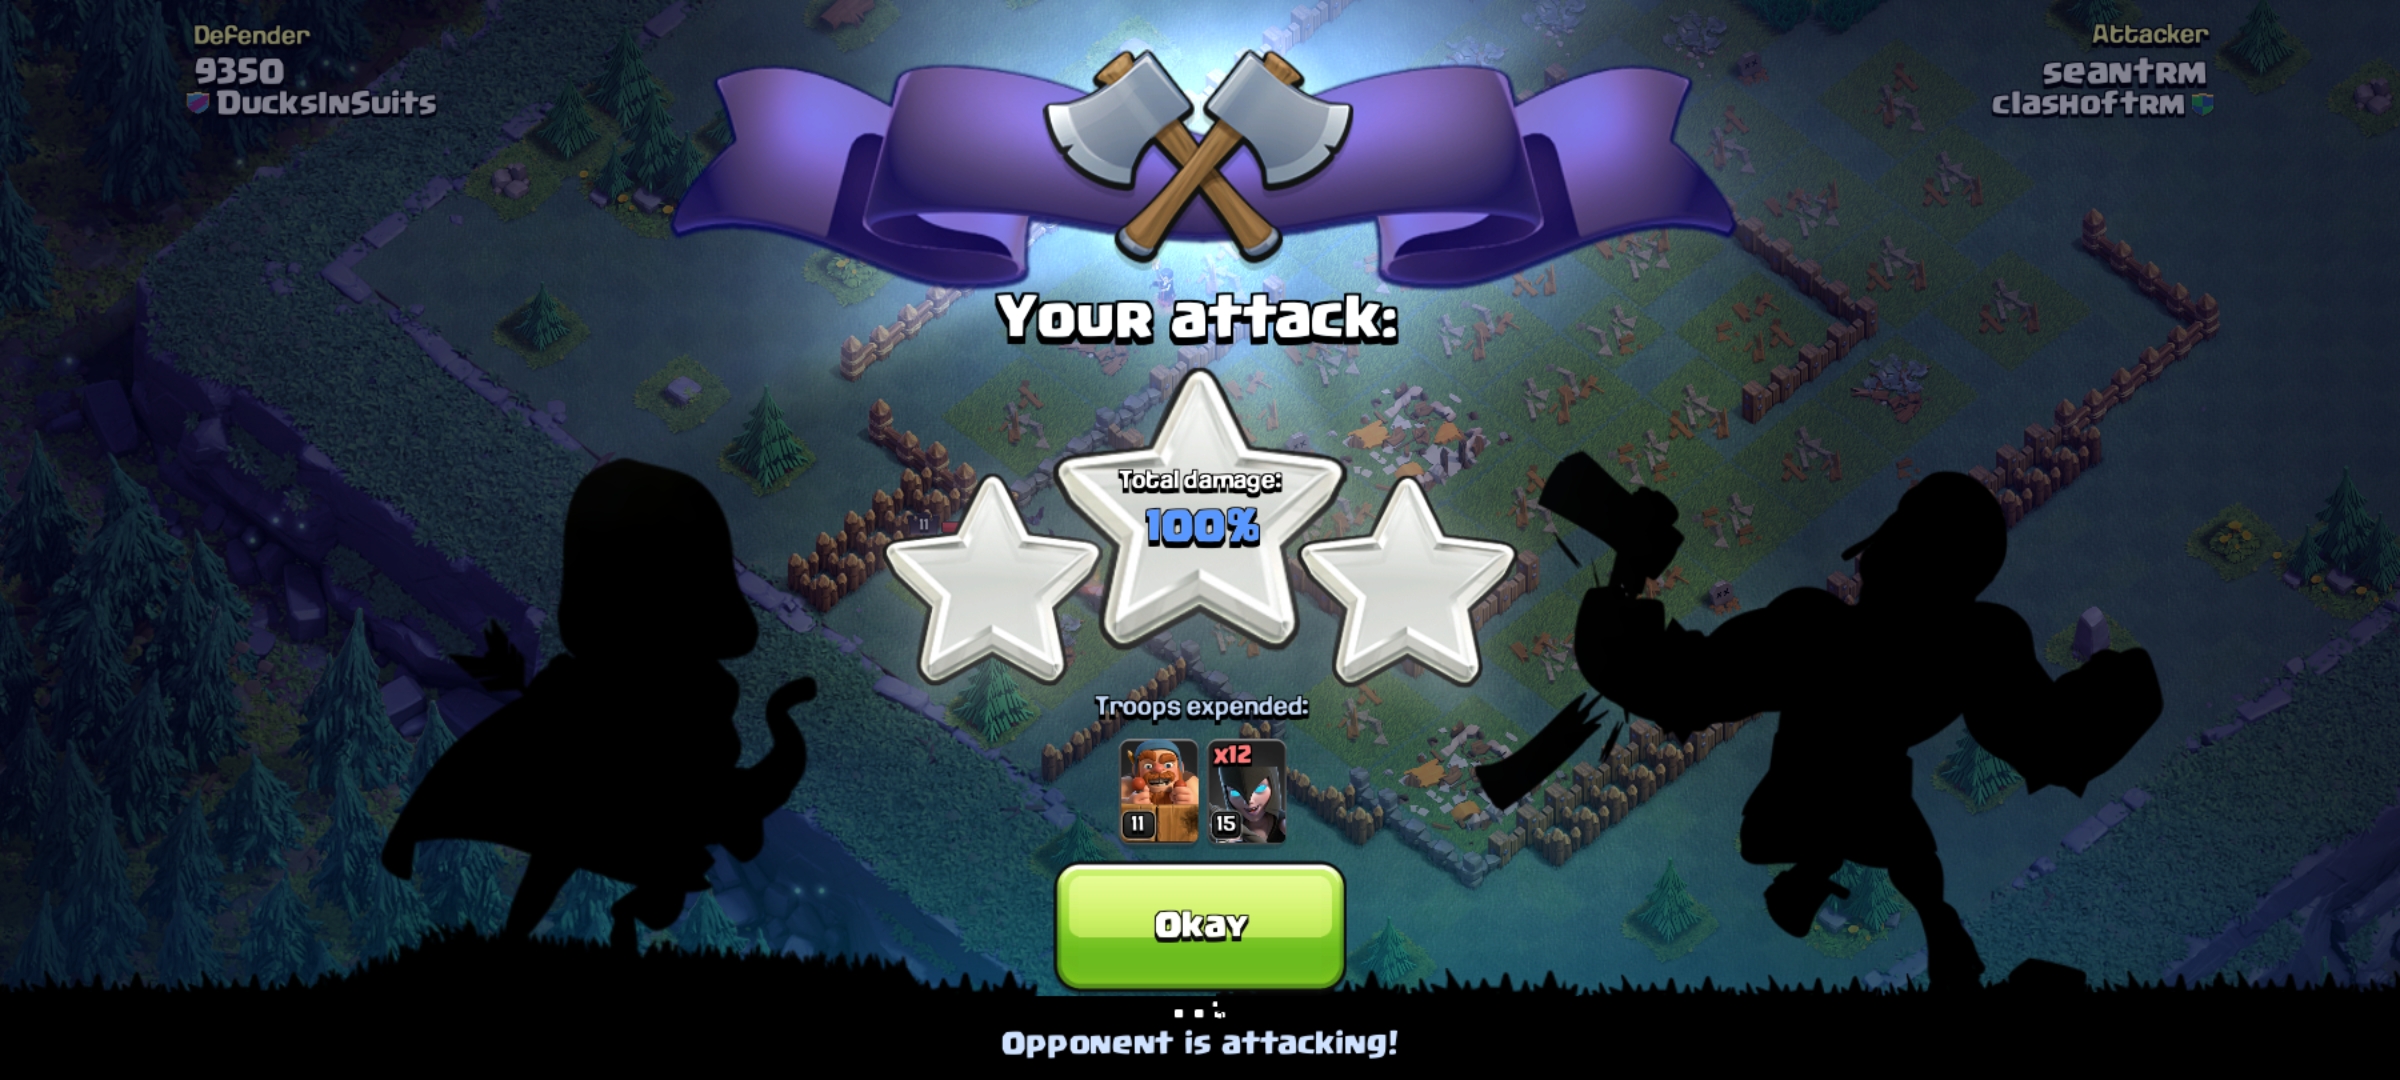 Defender
9350
DucksInSuits
Attacker
seantrm
clashoftrm
Your attack:
Total damage:
100%
11
Troops expended:
x12
11
15
Okay
Opponent is attacking!